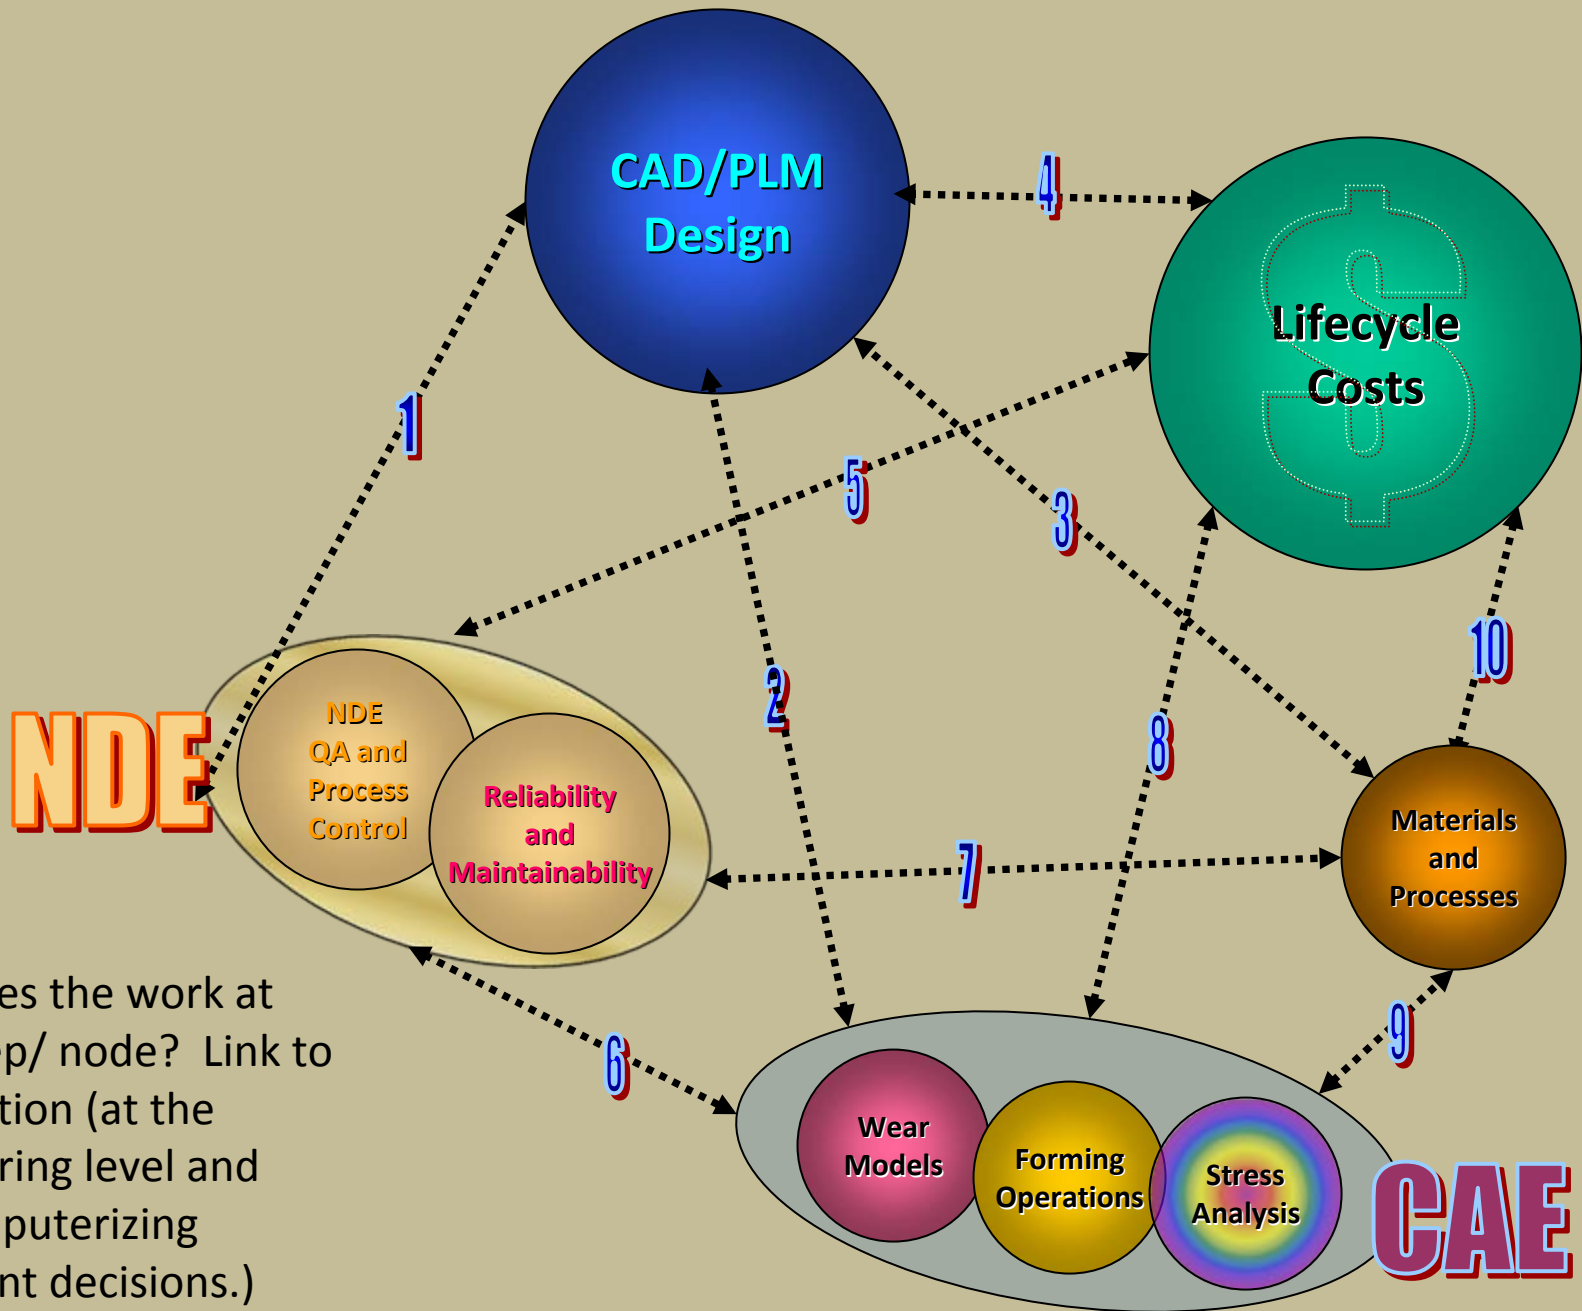 CAD/PLM
Design
4
$
Lifecycle
Costs
1
5
3
2
10
8
NDE
NDE
QA and
Process
Control
Reliability
and
Maintainability
7
Materials
and
Processes
es the work at
ep/ node?  Link to
tion (at the
ring level and
puterizing
nt decisions.)
6
9
Wear
Models
Forming
Operations
Stress
Analysis
CAE